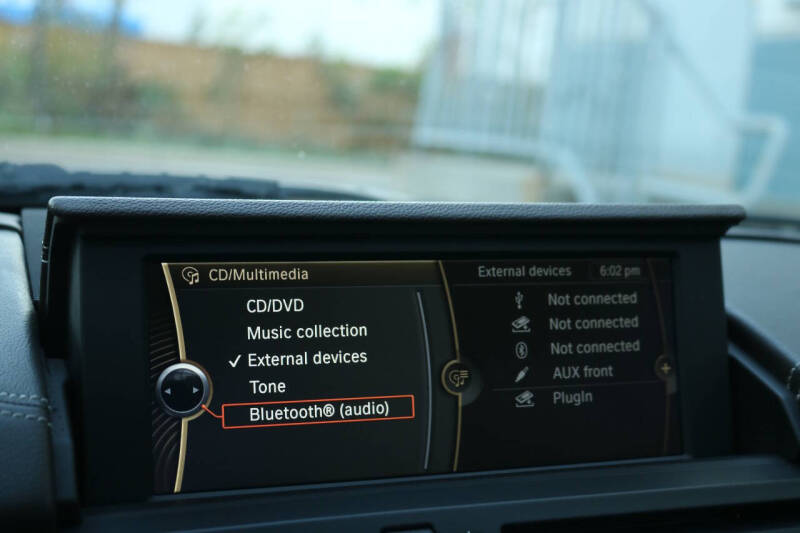 CD/Multimedia
CD/DVD
Music collection
External devices
Tone
Bluetooth® (audio)
External devices 6:02 pm
Not connected
Not connected
Not connected
AUX front
PlugIn